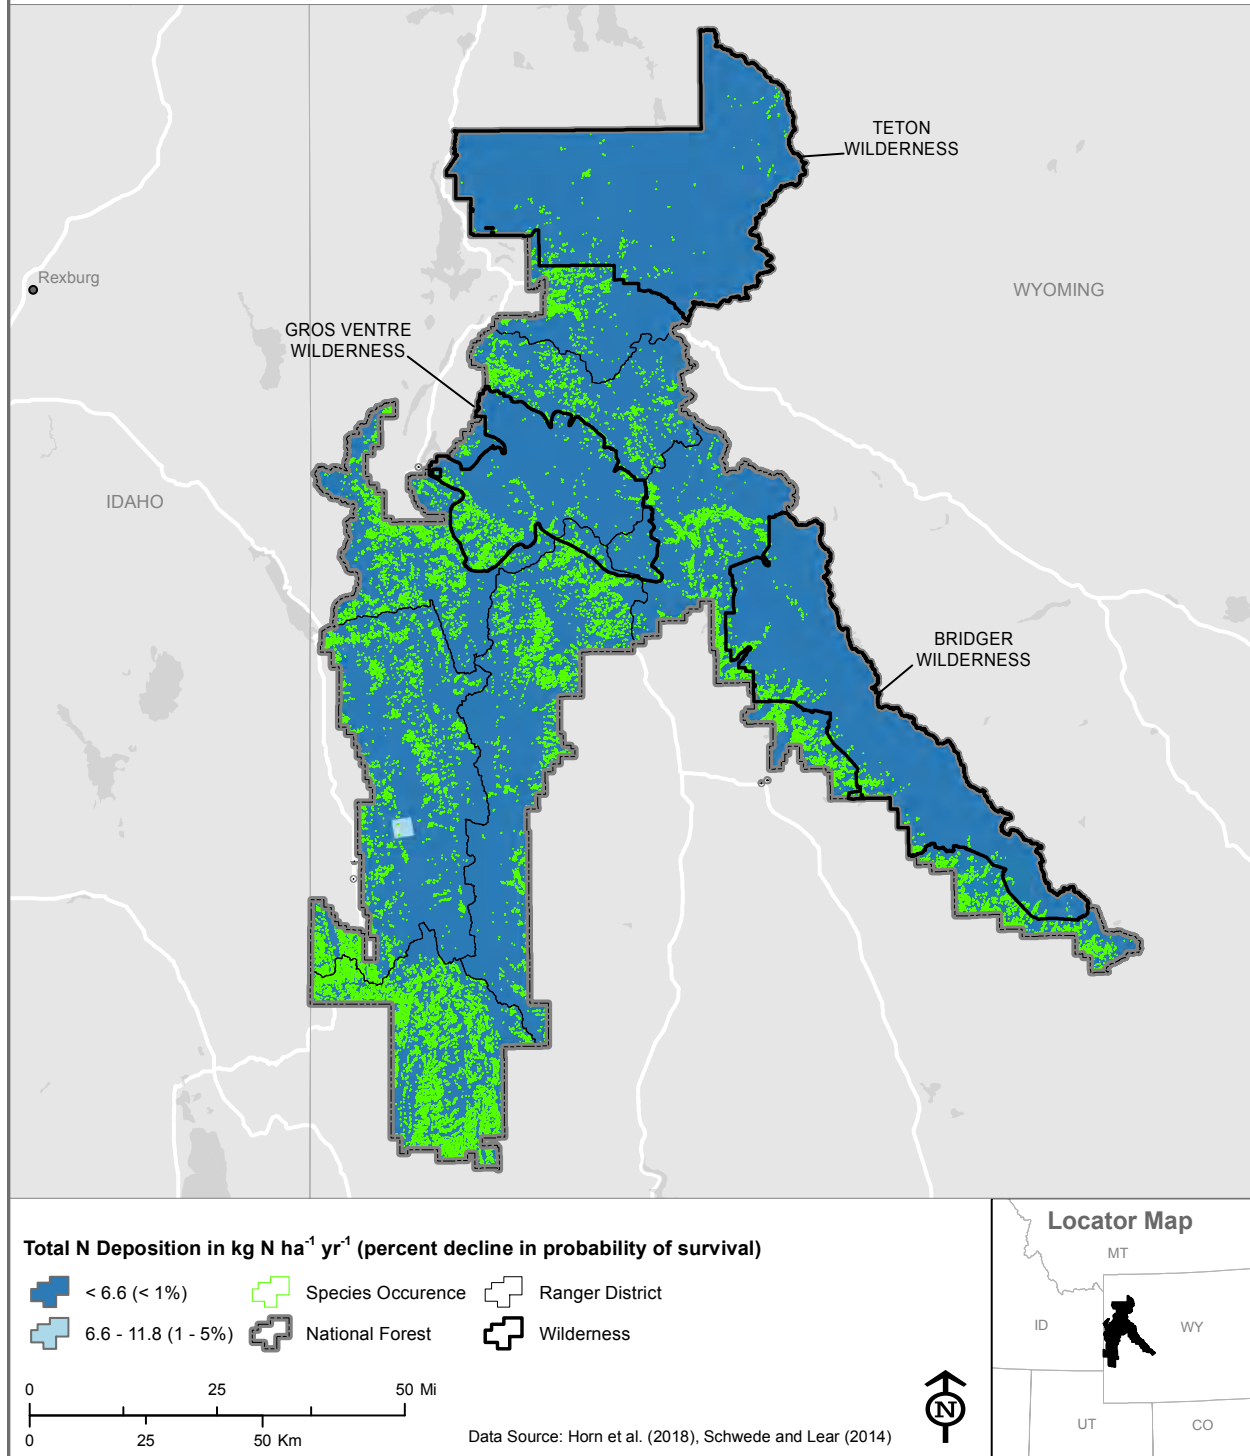 TETON
WILDERNESS
Rexburg
WYOMING
GROS VENTRE
WILDERNESS
IDAHO
BRIDGER
WILDERNESS
Total N Deposition in kg N ha⁻¹ yr⁻¹ (percent decline in probability of survival)
< 6.6 (< 1%)
Species Occurence
Ranger District
6.6 - 11.8 (1 - 5%)
National Forest
Wilderness
0 25 50 Mi
0 25 50 Km
Data Source: Horn et al. (2018), Schwede and Lear (2014)
N
Locator Map
MT
ID
WY
UT
CO